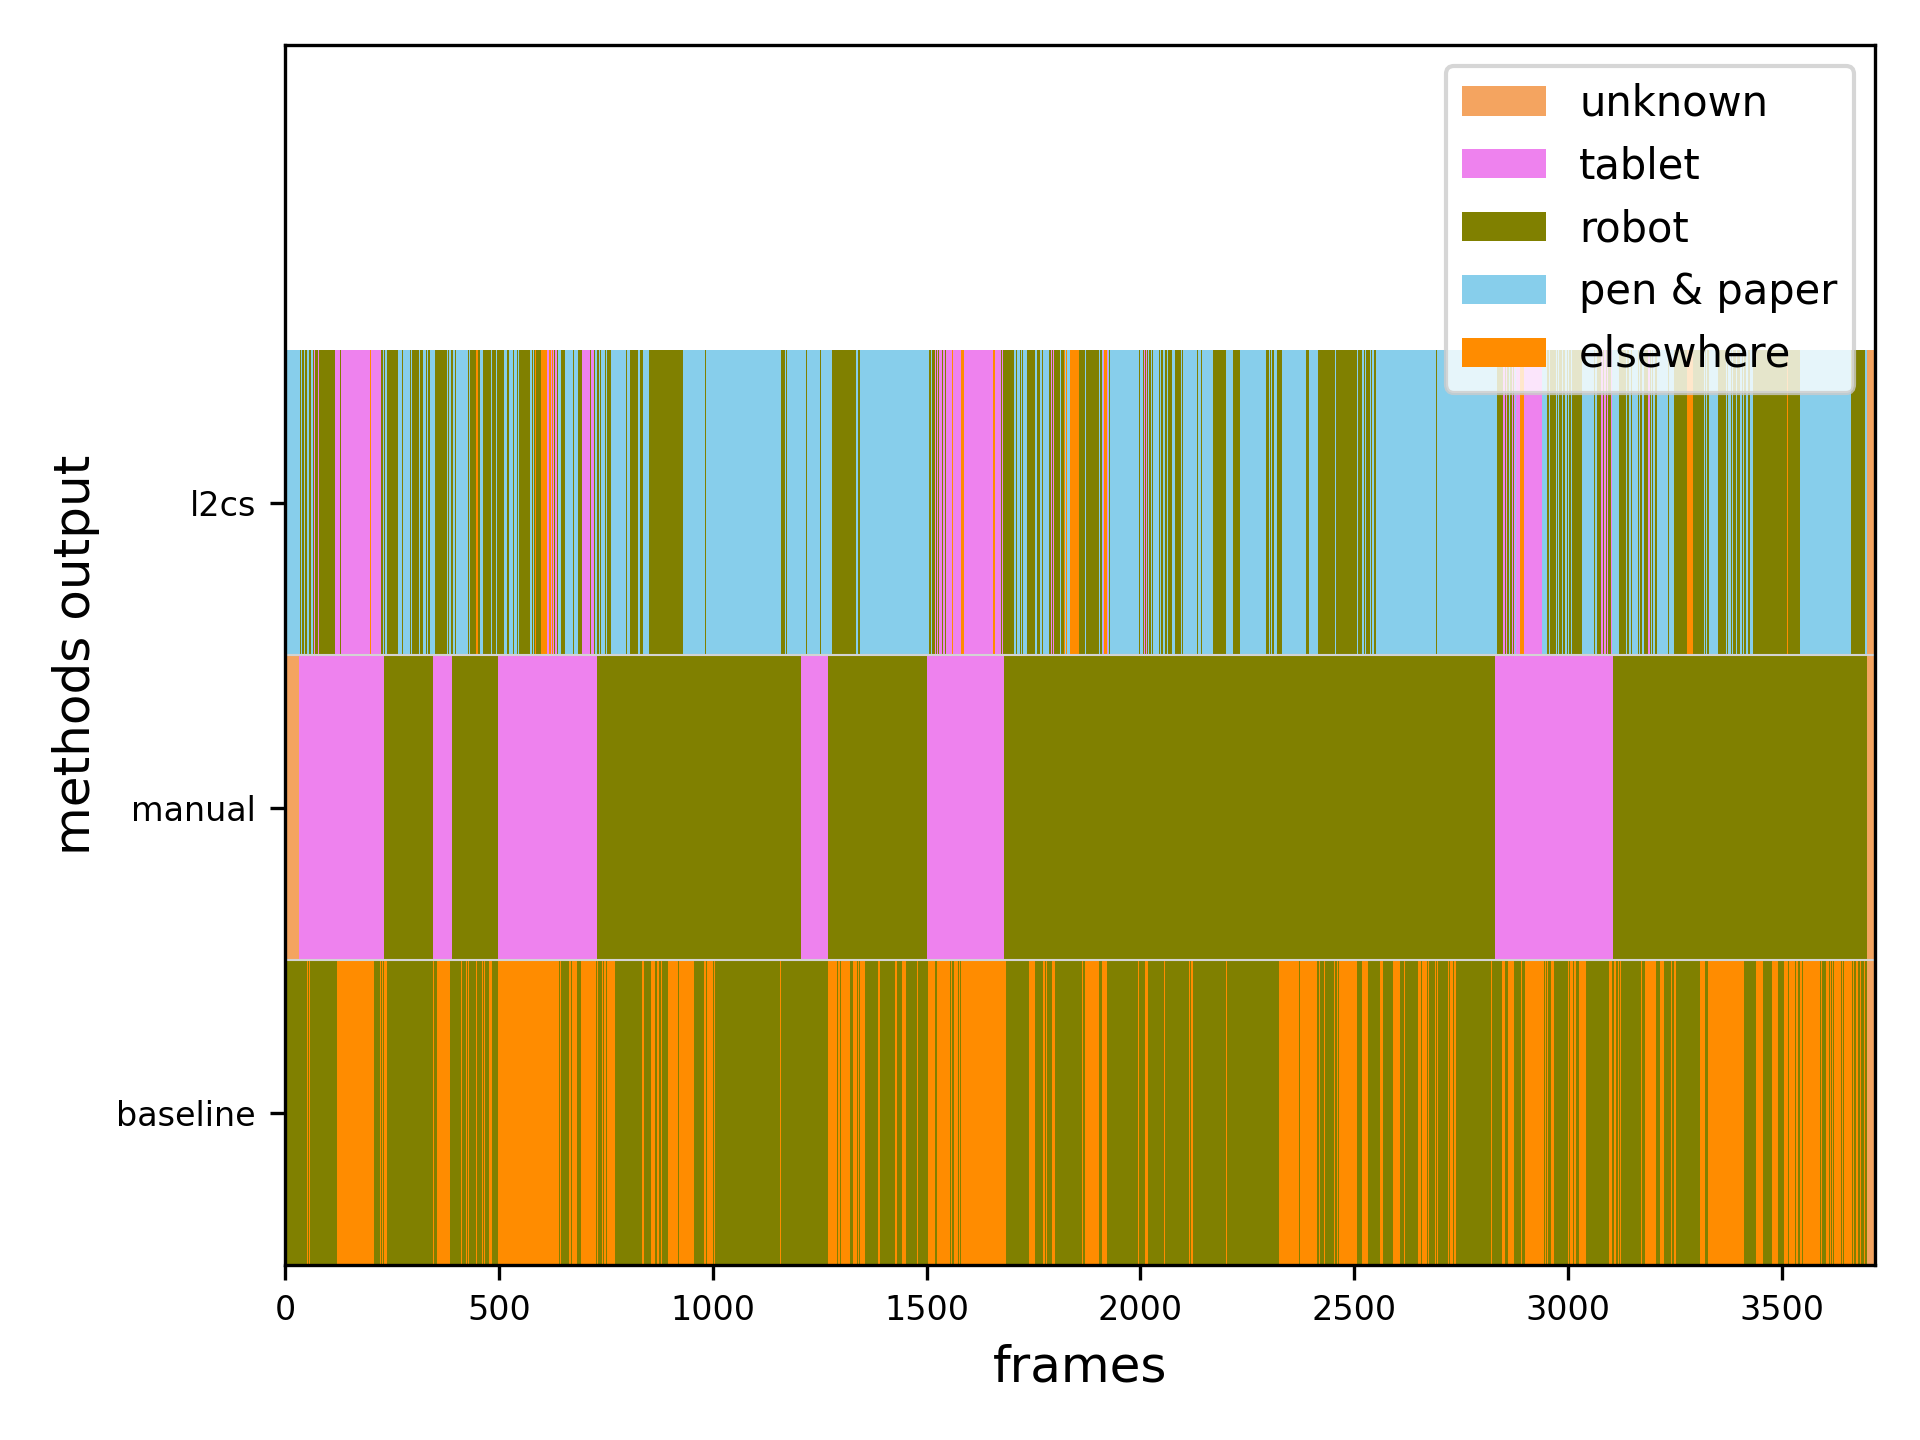 unknown
tablet
robot
pen & paper
elsewhere
methods output
l2cs
manual
baseline
0 500 1000 1500 2000 2500 3000 3500
frames